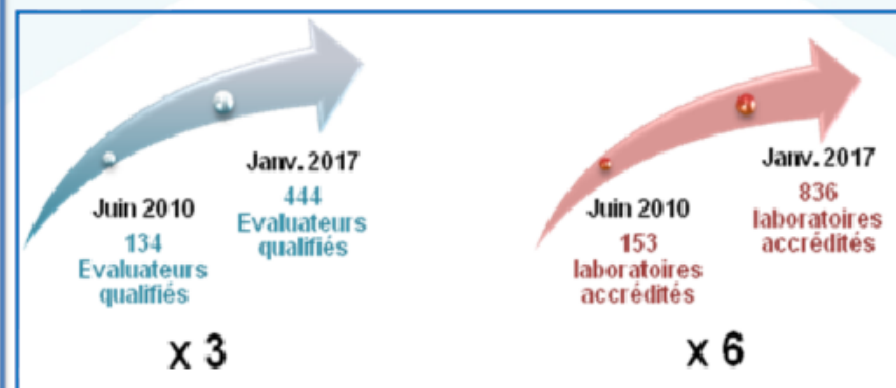 Juin 2010
134
Evaluateurs
qualifiés
Janv. 2017
444
Evaluateurs
qualifiés
x 3
Juin 2010
153
laboratoires
accrédités
Janv. 2017
836
laboratoires
accrédités
x 6